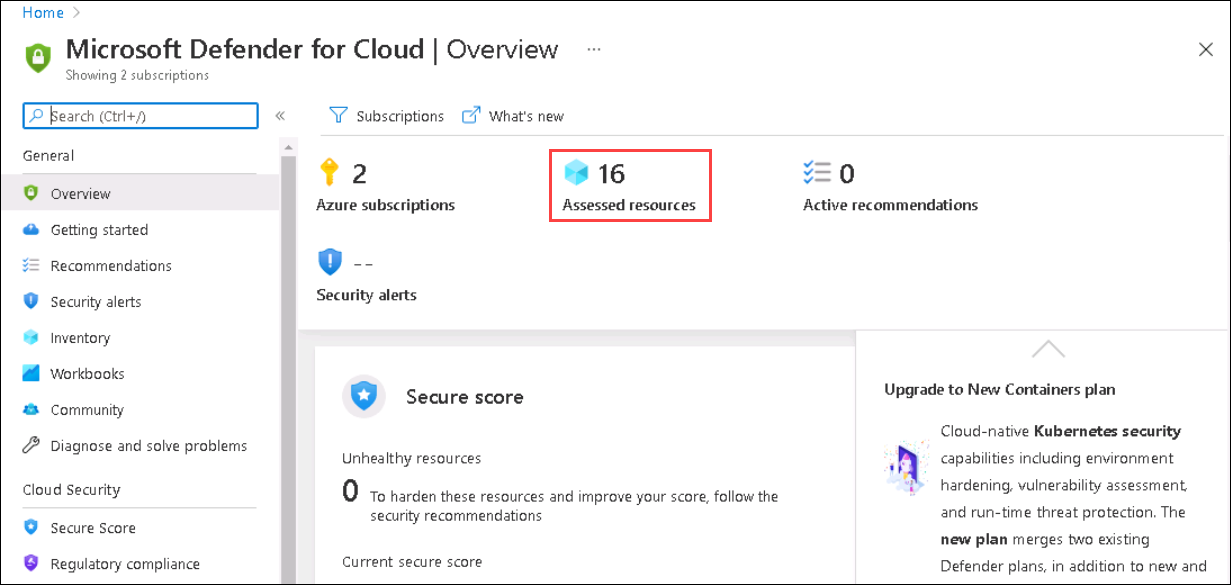 Home
Microsoft Defender for Cloud | Overview
Showing 2 subscriptions
Search (Ctrl+/)
General
Overview
Getting started
Recommendations
Security alerts
Inventory
Workbooks
Community
Diagnose and solve problems
Cloud Security
Secure Score
Regulatory compliance
Subscriptions
What's new
2
Azure subscriptions
16
Assessed resources
0
Active recommendations
--
Security alerts
Secure score
Unhealthy resources
0 To harden these resources and improve your score, follow the
security recommendations
Current secure score
Upgrade to New Containers plan
Cloud-native Kubernetes security
capabilities including environment
hardening, vulnerability assessment,
and run-time threat protection. The
new plan merges two existing
Defender plans, in addition to new and